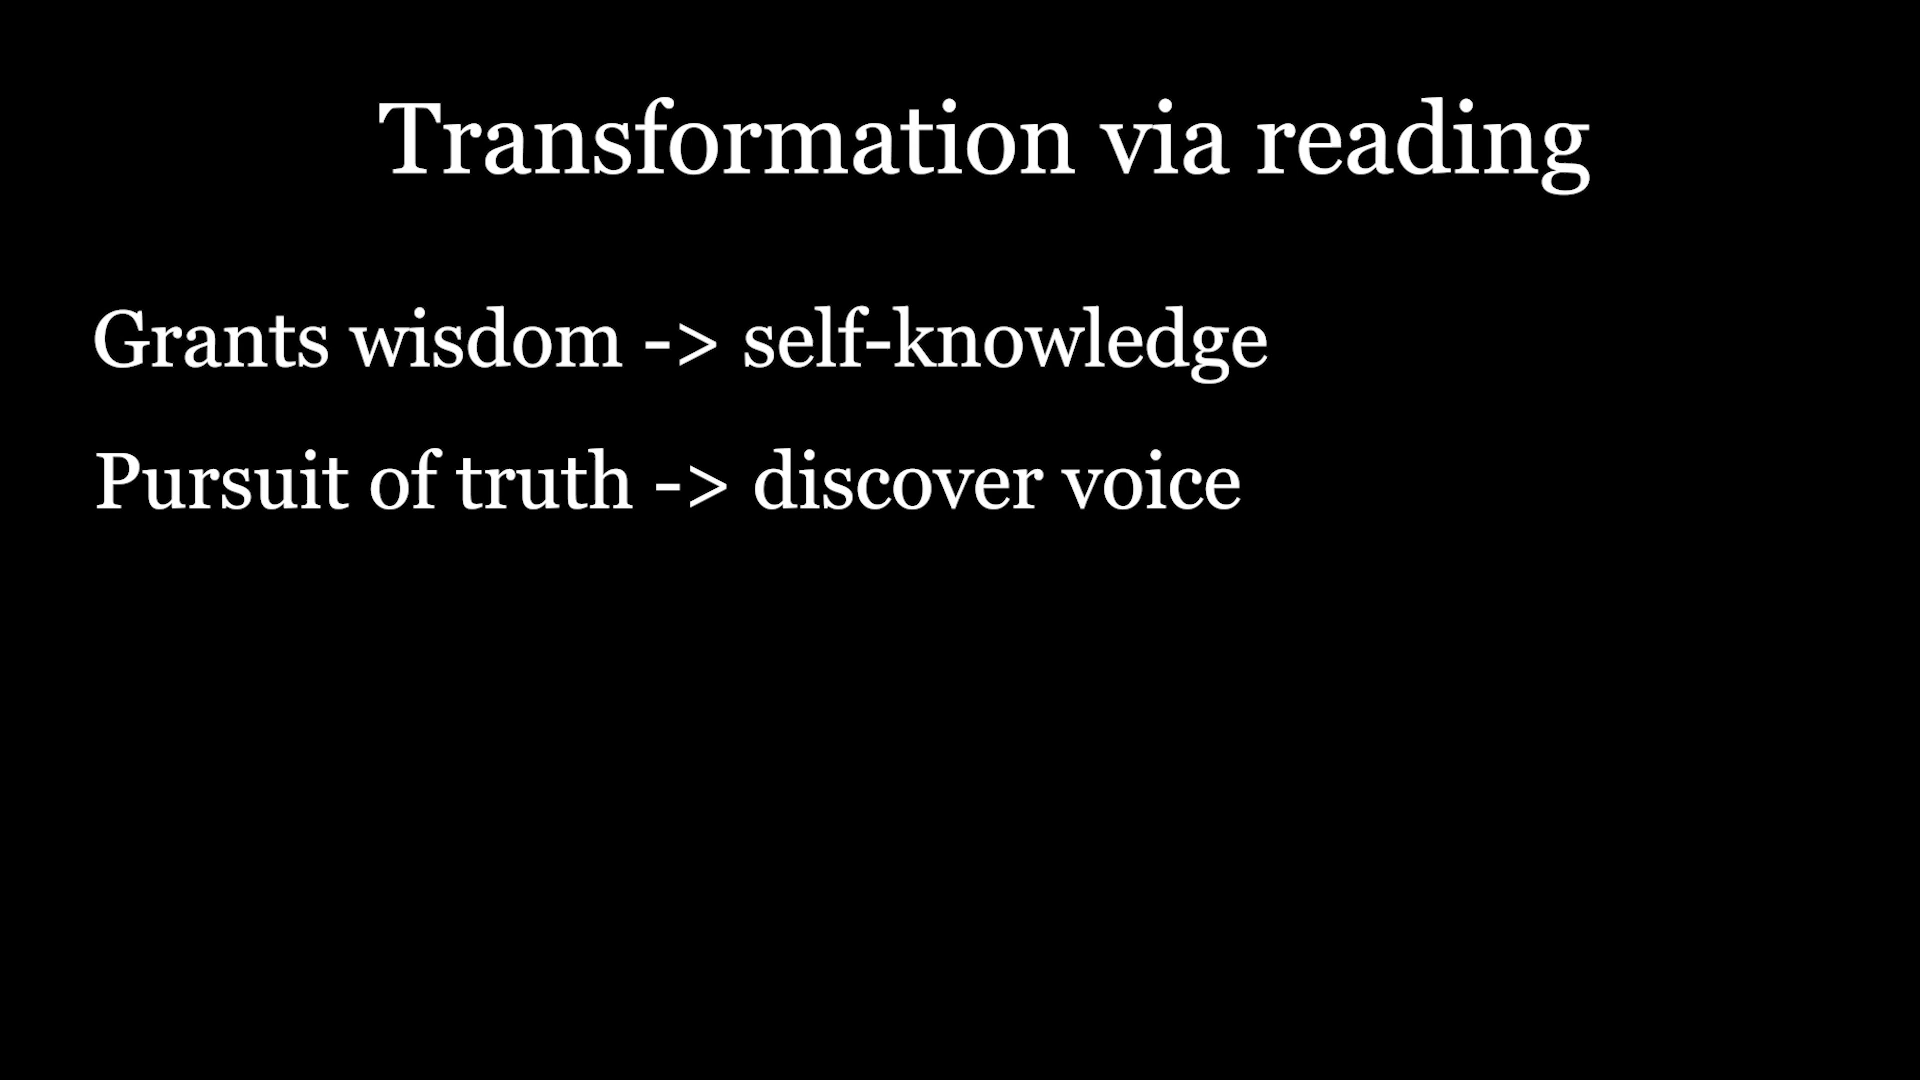 Transformation via reading
Grants wisdom -> self-knowledge
Pursuit of truth -> discover voice